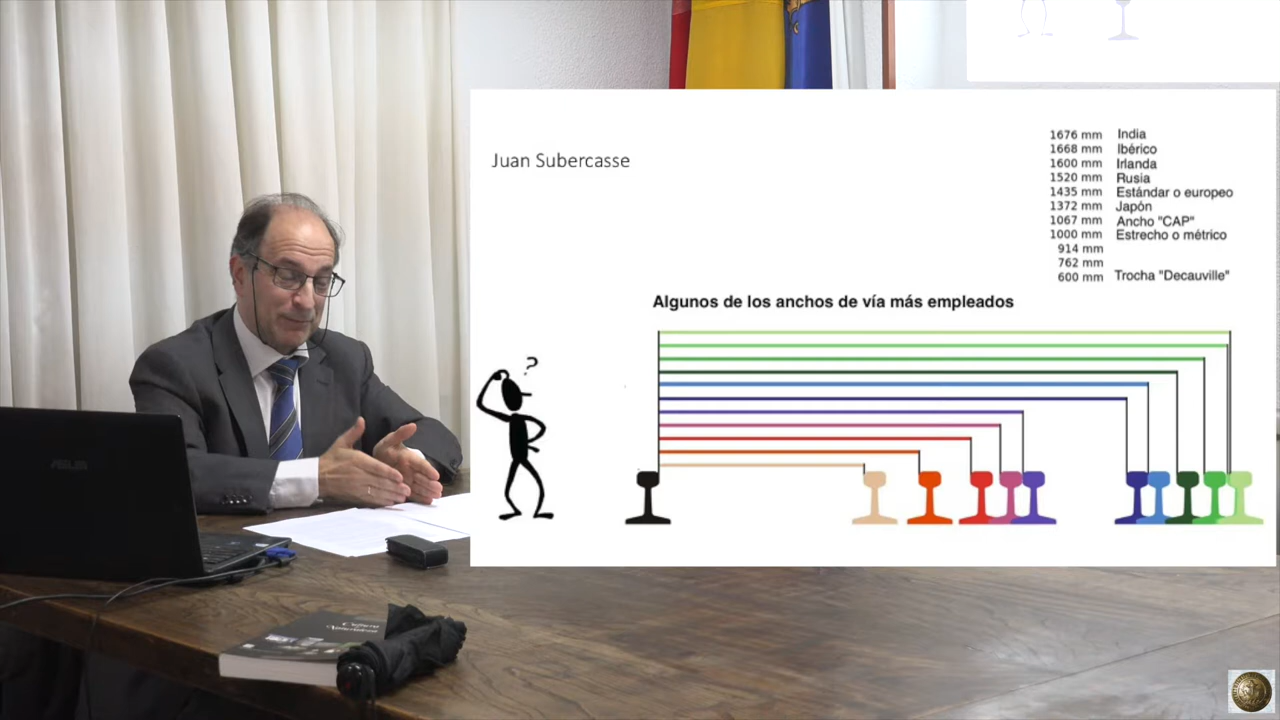 Juan Subercasse
1676 mm India
1668 mm Ibérico
1600 mm Irlanda
1520 mm Rusia
1435 mm Estándar o europeo
1372 mm Japón
1067 mm Ancho "CAP"
1000 mm Estrecho o métrico
914 mm
762 mm
600 mm Trocha "Decauville"
Algunos de los anchos de vía más empleados
?
ASUS